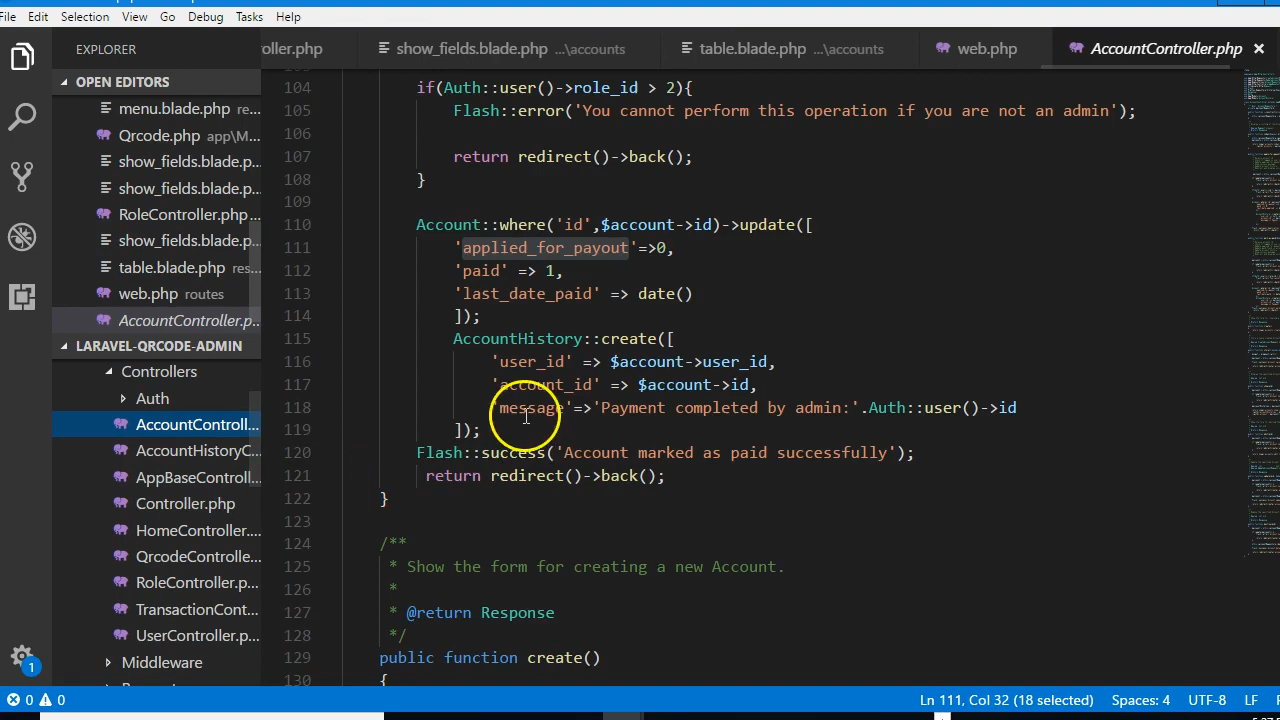 File Edit Selection View Go Debug Tasks Help
EXPLORER
OPEN EDITORS
menu.blade.php re...
Qrcode.php app\M...
show_fields.blade.p...
show_fields.blade.p...
RoleController.php...
show_fields.blade.p...
table.blade.php res...
web.php routes
AccountController.p...
LARAVEL-QRCODE-ADMIN
Controllers
Auth
AccountControll...
AccountHistoryC...
AppBaseControll...
Controller.php
HomeController....
QrcodeControlle...
RoleController.p...
TransactionCont...
UserController.p...
Middleware
1
oller.php show_fields.blade.php ...\accounts table.blade.php ...\accounts web.php AccountController.php
104 if(Auth::user()->role_id > 2){
105 Flash::error('You cannot perform this operation if you are not an admin');
106
107 return redirect()->back();
108 }
109
110 Account::where('id',$account->id)->update([
111 'applied_for_payout'=>0,
112 'paid' => 1,
113 'last_date_paid' => date()
114 ]);
115 AccountHistory::create([
116 'user_id' => $account->user_id,
117 'account_id' => $account->id,
118 'message'=>'Payment completed by admin:'.Auth::user()->id
119 ]);
120 Flash::success('Account marked as paid successfully');
121 return redirect()->back();
122 }
123
124 /**
125 * Show the form for creating a new Account.
126 *
127 * @return Response
128 */
129 public function create()
130 {
0 0 Ln 111, Col 32 (18 selected) Spaces: 4 UTF-8 LF